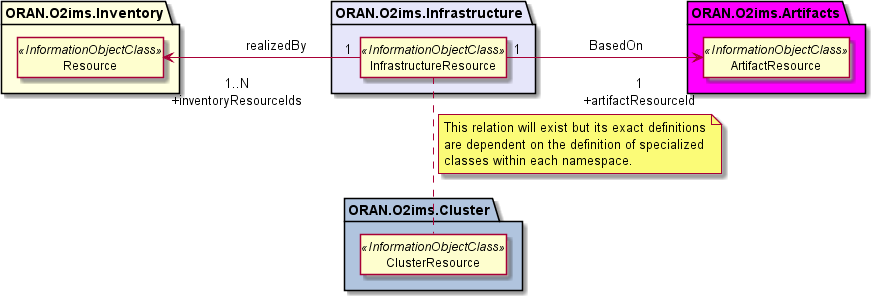 ORAN.O2ims.Inventory
ORAN.O2ims.Infrastructure
ORAN.O2ims.Artifacts
«InformationObjectClass»
Resource
realizedBy
1
«InformationObjectClass»
InfrastructureResource
1
BasedOn
«InformationObjectClass»
ArtifactResource
1..N
+inventoryResourceIds
1
+artifactResourceId
This relation will exist but its exact definitions
are dependent on the definition of specialized
classes within each namespace.
ORAN.O2ims.Cluster
«InformationObjectClass»
ClusterResource